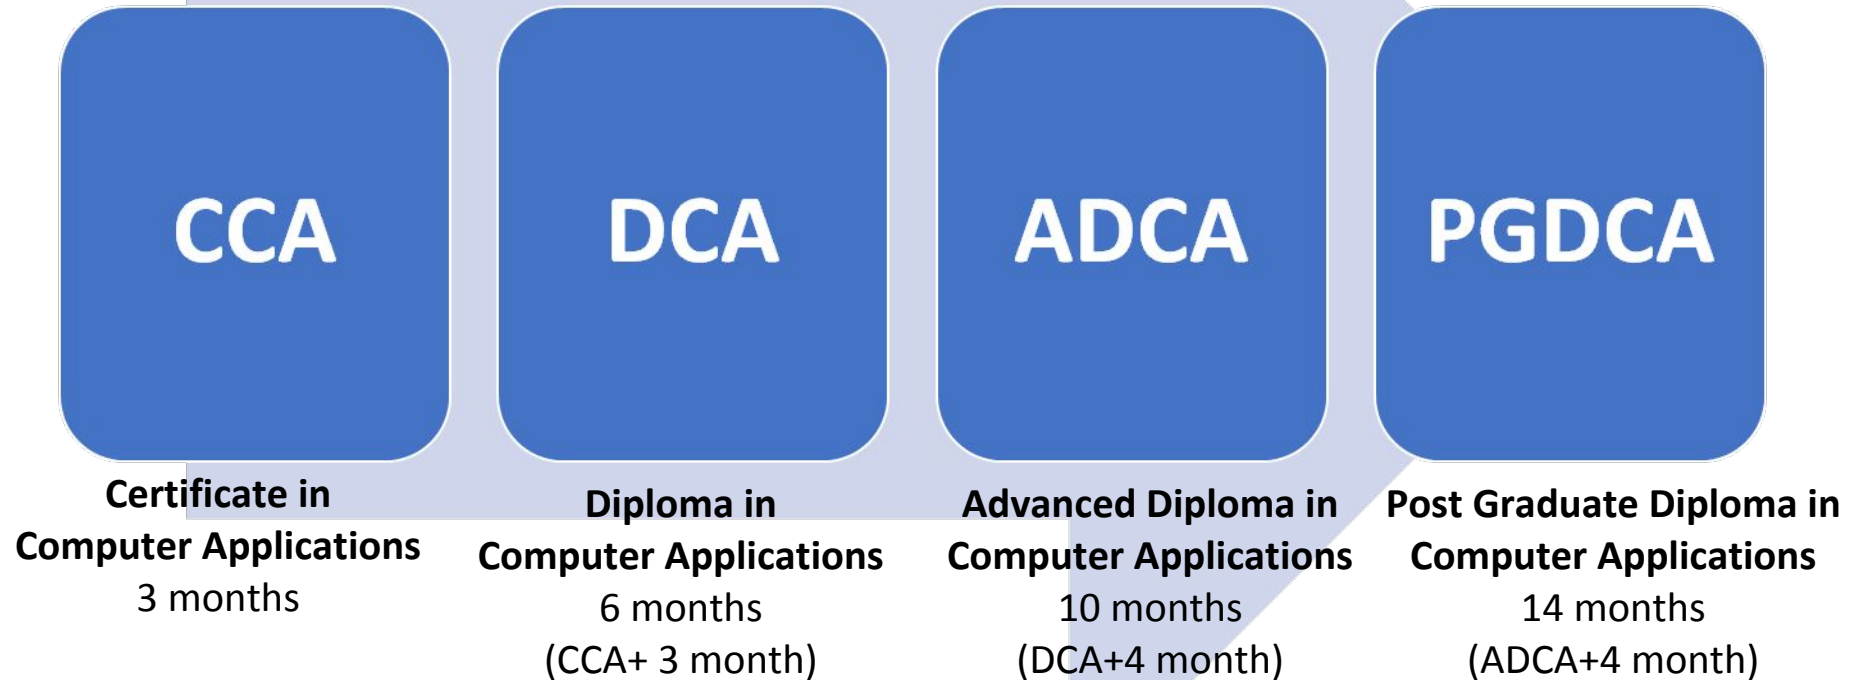 CCA
DCA
ADCA
PGDCA
Certificate in
Computer Applications
3 months
Diploma in
Computer Applications
6 months
(CCA+ 3 month)
Advanced Diploma in
Computer Applications
10 months
(DCA+4 month)
Post Graduate Diploma in
Computer Applications
14 months
(ADCA+4 month)